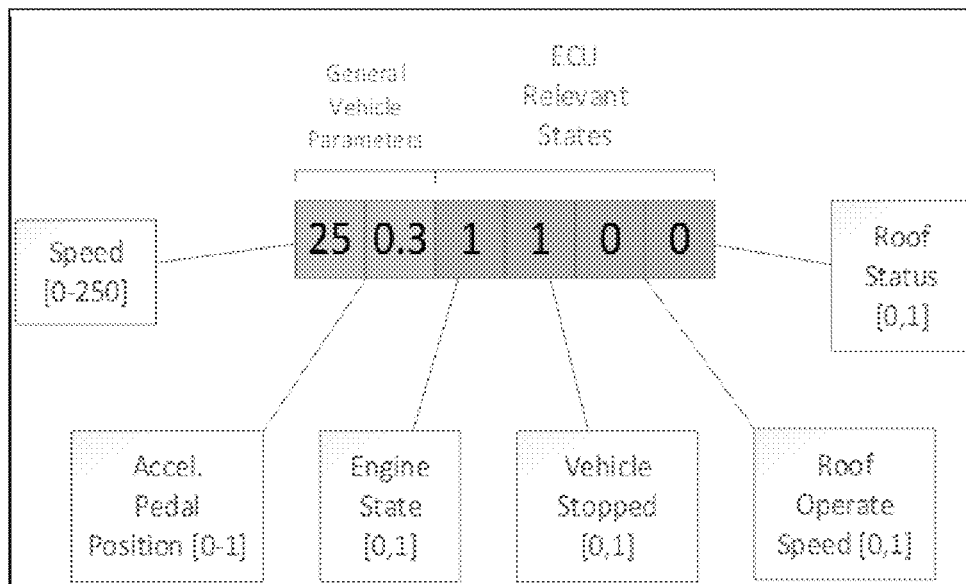 General
Vehicle
Parameters
ECU
Relevant
States
25 0.3 1 1 0 0
Speed
[0-250]
Roof
Status
[0,1]
Accel.
Pedal
Position [0-1]
Engine
State
[0,1]
Vehicle
Stopped
[0,1]
Roof
Operate
Speed [0,1]